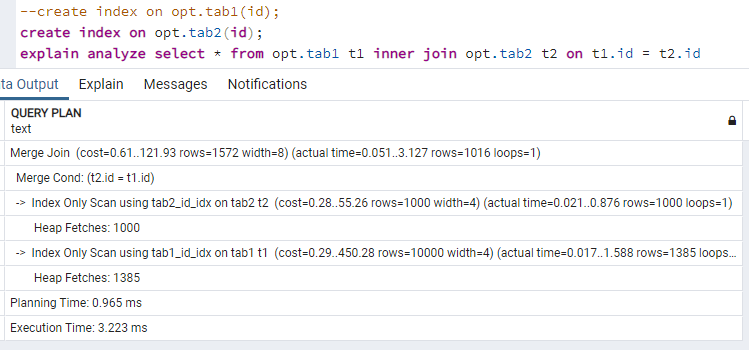 --create index on opt.tab1(id);
create index on opt.tab2(id);
explain analyze select * from opt.tab1 t1 inner join opt.tab2 t2 on t1.id = t2.id
ta Output Explain Messages Notifications
QUERY PLAN
text
Merge Join (cost=0.61..121.93 rows=1572 width=8) (actual time=0.051..3.127 rows=1016 loops=1)
Merge Cond: (t2.id = t1.id)
-> Index Only Scan using tab2_id_idx on tab2 t2 (cost=0.28..55.26 rows=1000 width=4) (actual time=0.021..0.876 rows=1000 loops=1)
Heap Fetches: 1000
-> Index Only Scan using tab1_id_idx on tab1 t1 (cost=0.29..450.28 rows=10000 width=4) (actual time=0.017..1.588 rows=1385 loops...
Heap Fetches: 1385
Planning Time: 0.965 ms
Execution Time: 3.223 ms